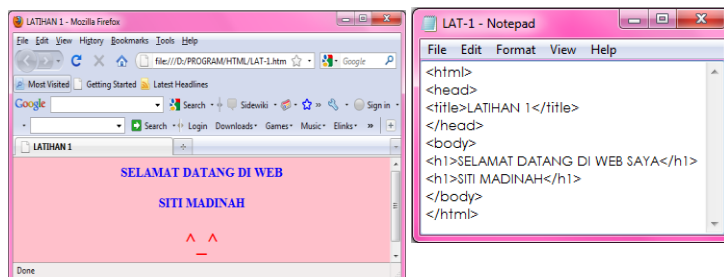 LATIHAN 1 - Mozilla Firefox
File Edit View History Bookmarks Tools Help
file:///D:/PROGRAM/HTML/LAT-1.htm Google
Most Visited Getting Started Latest Headlines
Google Search Sidewiki Sign in
Search Login Downloads Games Music Elinks
LATIHAN 1
SELAMAT DATANG DI WEB
SITI MADINAH
^_^
Done
LAT-1 - Notepad
File Edit Format View Help
<html>
<head>
<title>LATIHAN 1</title>
</head>
<body>
<h1>SELAMAT DATANG DI WEB SAYA</h1>
<h1>SITI MADINAH</h1>
</body>
</html>